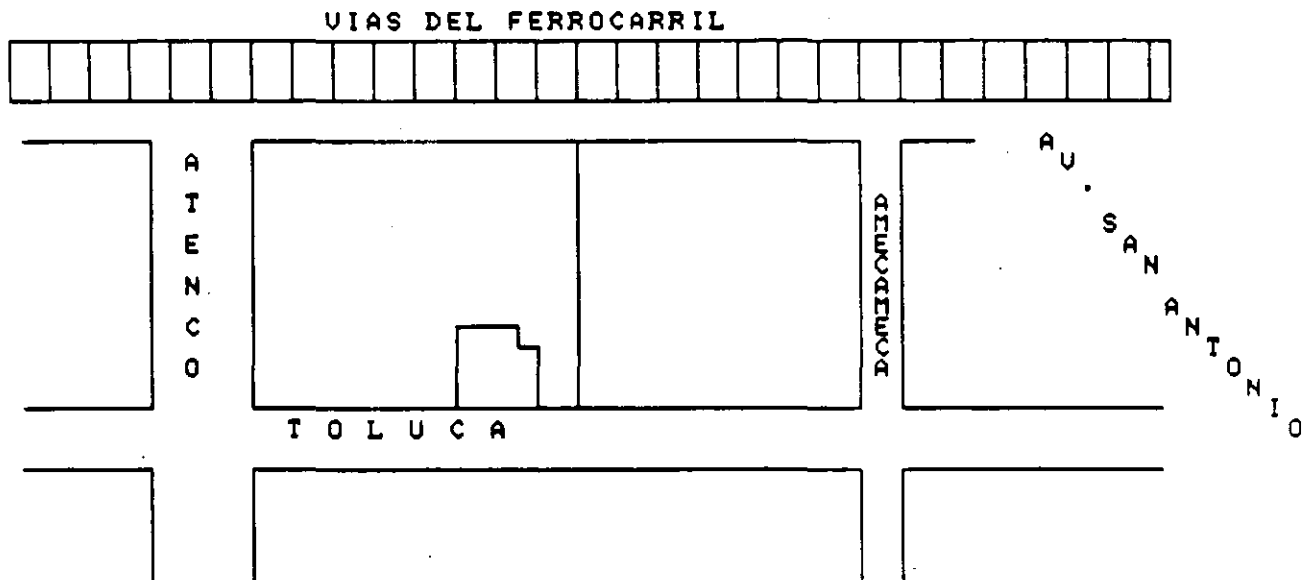 VIAS DEL FERROCARRIL
ATENCO
AMECAMECA
AV. SAN ANTONIO
TOLUCA